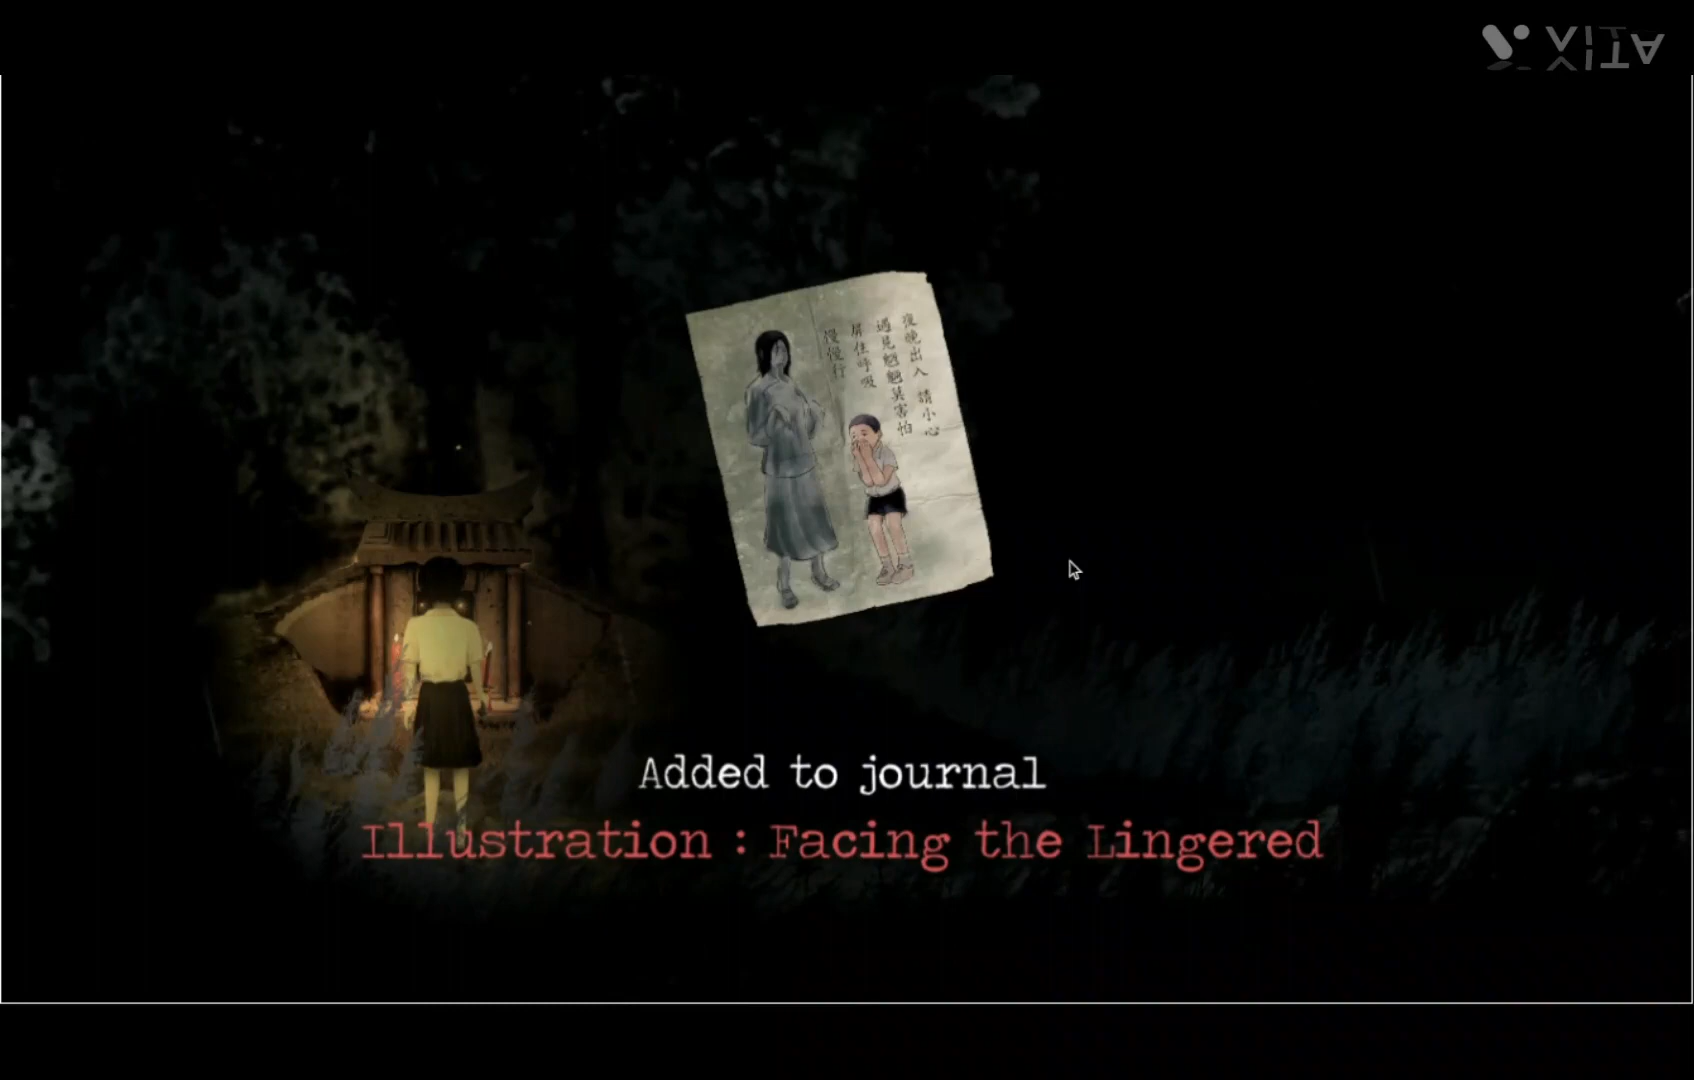 VITA
夜晚出入 請小心
遇見魍魎莫害怕
屏住呼吸
慢慢行
Added to journal
Illustration : Facing the Lingered